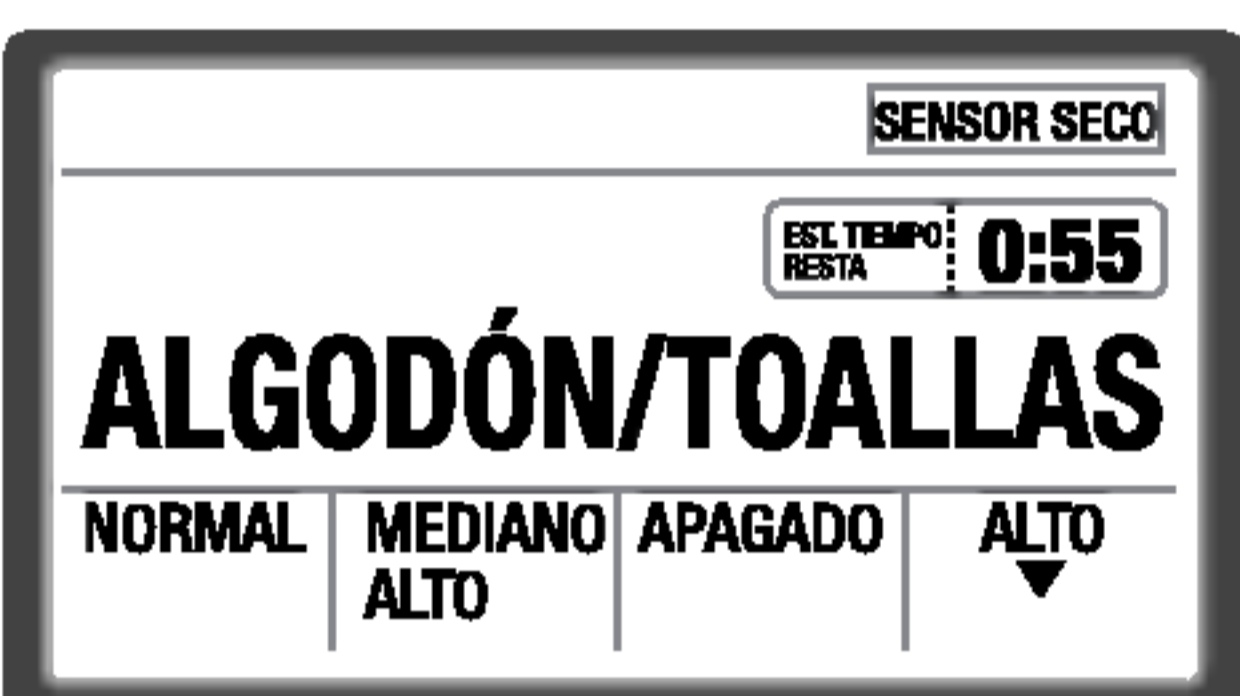 SENSOR SECO
EST. TIEMPO
RESTA
0:55
ALGODÓN/TOALLAS
NORMAL
MEDIANO
ALTO
APAGADO
ALTO